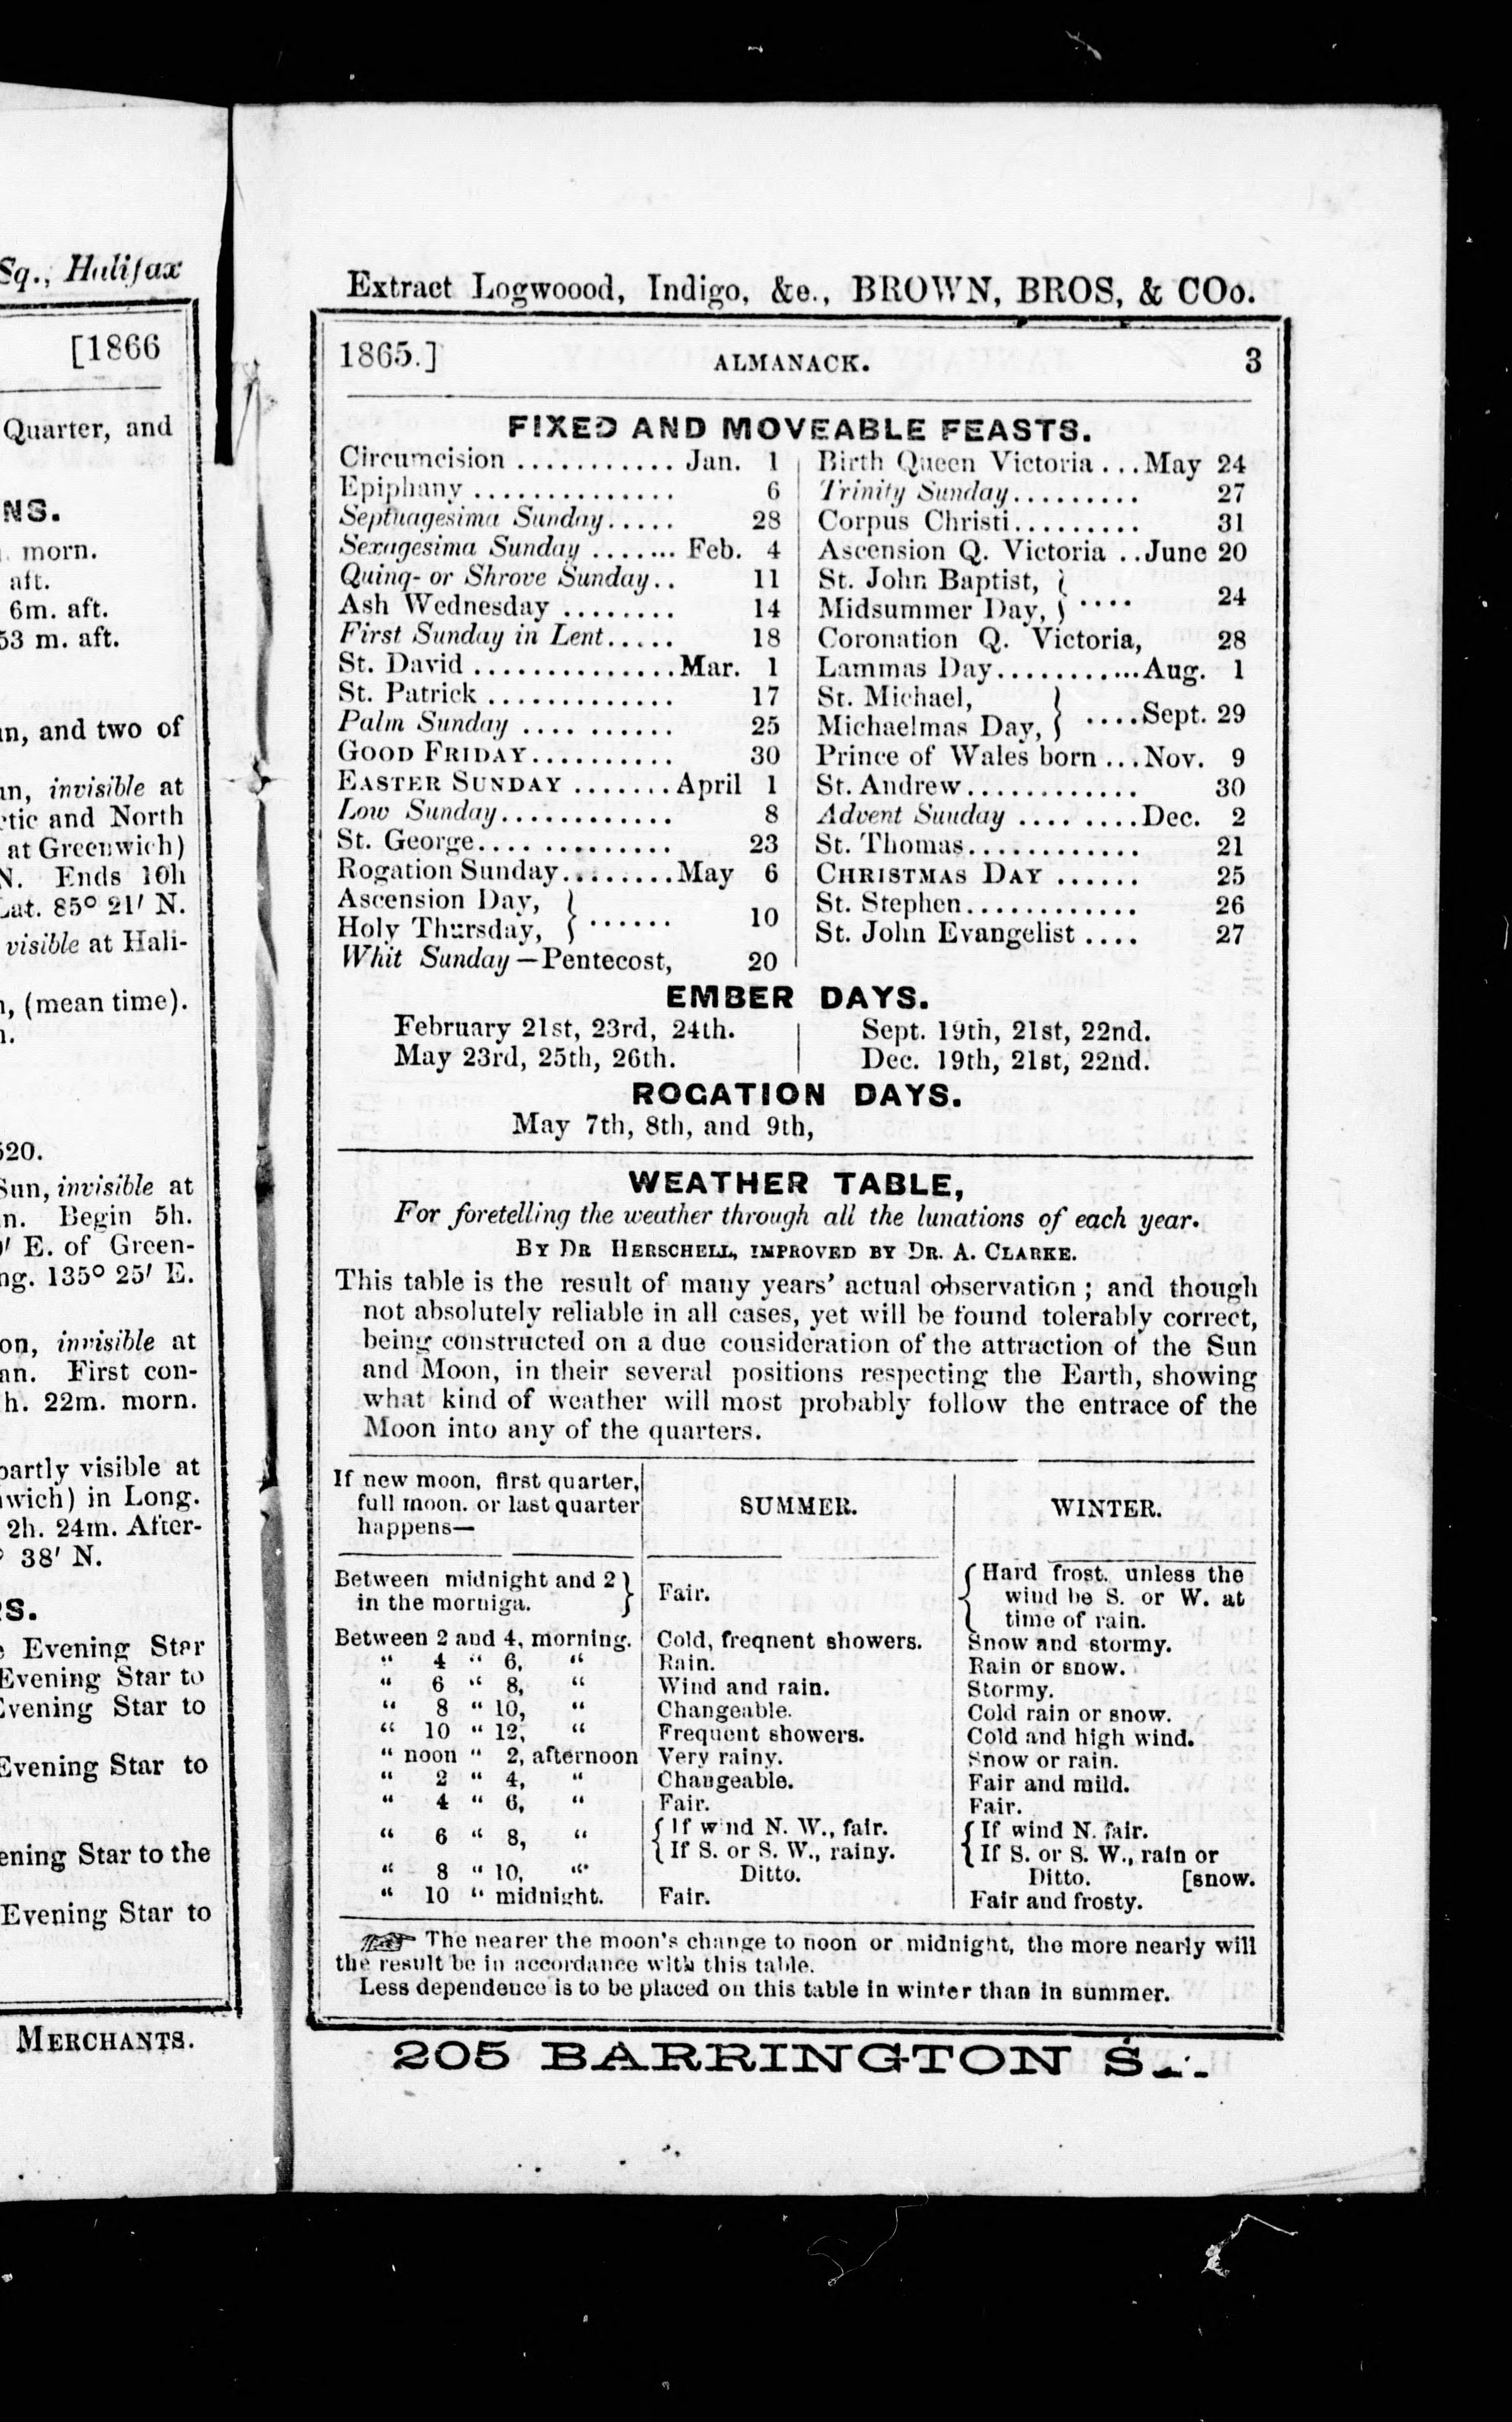 Sq., Halifax
[1866
Quarter, and
NS.
morn.
aft.
6m. aft.
53 m. aft.
un, and two of
un, invisible at
ctic and North
at Greenwich)
N. Ends 10h
Lat. 85° 21' N.
visible at Hali-
, (mean time).
520.
Sun, invisible at
n. Begin 5h.
' E. of Green-
ng. 135° 25' E.
on, invisible at
an. First con-
h. 22m. morn.
partly visible at
wich) in Long.
2h. 24m. After-
38' N.
RS.
e Evening Star
Evening Star to
Evening Star to
Evening Star to
ening Star to the
Evening Star to
MERCHANTS.
Extract Logwoood, Indigo, &e., BROWN, BROS, & COo.
1865.] ALMANACK. 3
FIXED AND MOVEABLE FEASTS.
Circumcision ........... Jan. 1
Epiphany .............. 6
Septuagesima Sunday..... 28
Sexagesima Sunday ....... Feb. 4
Quinq- or Shrove Sunday.. 11
Ash Wednesday ........ 14
First Sunday in Lent..... 18
St. David ...............Mar. 1
St. Patrick ............. 17
Palm Sunday .... ...... 25
GOOD FRIDAY.......... 30
EASTER SUNDAY .......April 1
Low Sunday............ 8
St. George.... ......... 23
Rogation Sunday........May 6
Ascension Day, }
Holy Thursday, } ...... 10
Whit Sunday—Pentecost, 20
Birth Queen Victoria...May 24
Trinity Sunday......... 27
Corpus Christi......... 31
Ascension Q. Victoria ..June 20
St. John Baptist, }
Midsummer Day, } .... 24
Coronation Q. Victoria, 28
Lammas Day...........Aug. 1
St. Michael, }
Michaelmas Day, } ....Sept. 29
Prince of Wales born ...Nov. 9
St. Andrew............ 30
Advent Sunday .... ....Dec. 2
St. Thomas............ 21
CHRISTMAS DAY ...... 25
St. Stephen............ 26
St. John Evangelist .... 27
EMBER DAYS.
February 21st, 23rd, 24th.
May 23rd, 25th, 26th.
Sept. 19th, 21st, 22nd.
Dec. 19th, 21st, 22nd.
ROGATION DAYS.
May 7th, 8th, and 9th,
WEATHER TABLE,
For foretelling the weather through all the lunations of each year.
BY DR HERSCHELL, IMPROVED BY DR. A. CLARKE.
This table is the result of many years' actual observation ; and though
not absolutely reliable in all cases, yet will be found tolerably correct,
being constructed on a due consideration of the attraction of the Sun
and Moon, in their several positions respecting the Earth, showing
what kind of weather will most probably follow the entrace of the
Moon into any of the quarters.
If new moon, first quarter,
full moon. or last quarter
happens—
SUMMER. WINTER.
Between midnight and 2 }
in the morniga. } Fair. { Hard frost. unless the
wind be S. or W. at
time of rain.
Between 2 and 4, morning. Cold, freqnent showers. Snow and stormy.
" 4 " 6, " Rain. Rain or snow.
" 6 " 8, " Wind and rain. Stormy.
" 8 " 10, " Changeable. Cold rain or snow.
" 10 " 12, " Frequent showers. Cold and high wind.
" noon " 2, afternoon Very rainy. Snow or rain.
" 2 " 4, " Changeable. Fair and mild.
" 4 " 6, " Fair. Fair.
" 6 " 8, " { If w nd N. W., fair. { If wind N. fair.
{ If S. or S. W., rainy. { If S. or S. W., rain or
" 8 " 10, " Ditto. Ditto. [snow.
" 10 " midnight. Fair. Fair and frosty.
☞ The nearer the moon's change to noon or midnight, the more nearly will
the result be in accordance with this table.
Less dependence is to be placed on this table in winter than in summer.
205 BARRINGTON S